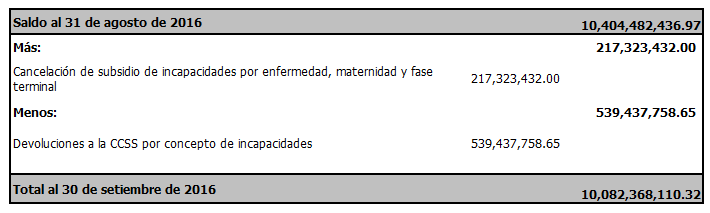 Saldo al 31 de agosto de 2016 10,404,482,436.97
Más: 217,323,432.00
Cancelación de subsidio de incapacidades por enfermedad, maternidad y fase 217,323,432.00
terminal
Menos: 539,437,758.65
Devoluciones a la CCSS por concepto de incapacidades 539,437,758.65
Total al 30 de setiembre de 2016 10,082,368,110.32